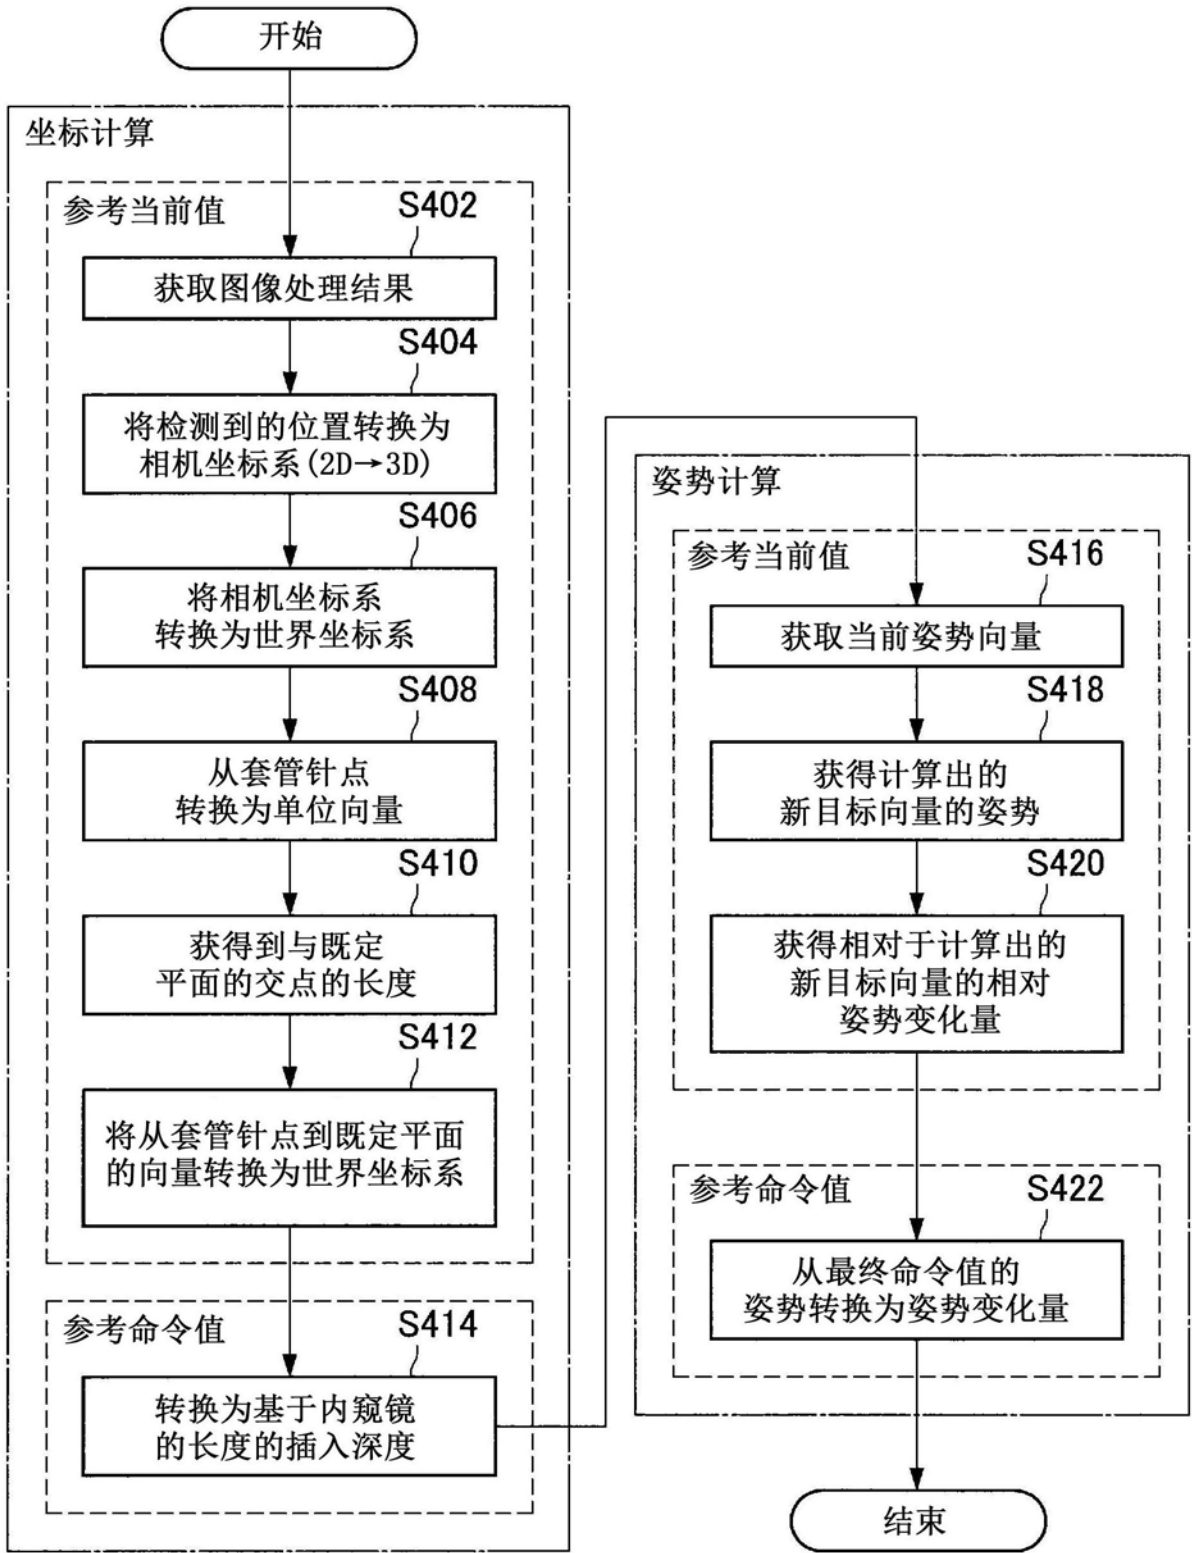 开始
坐标计算
参考当前值
S402
获取图像处理结果
S404
将检测到的位置转换为
相机坐标系(2D→3D)
S406
将相机坐标系
转换为世界坐标系
S408
从套管针点
转换为单位向量
S410
获得到与既定
平面的交点的长度
S412
将从套管针点到既定平面
的向量转换为世界坐标系
参考命令值
S414
转换为基于内窥镜
的长度的插入深度
姿势计算
参考当前值
S416
获取当前姿势向量
S418
获得计算出的
新目标向量的姿势
S420
获得相对于计算出的
新目标向量的相对
姿势变化量
参考命令值
S422
从最终命令值的
姿势转换为姿势变化量
结束